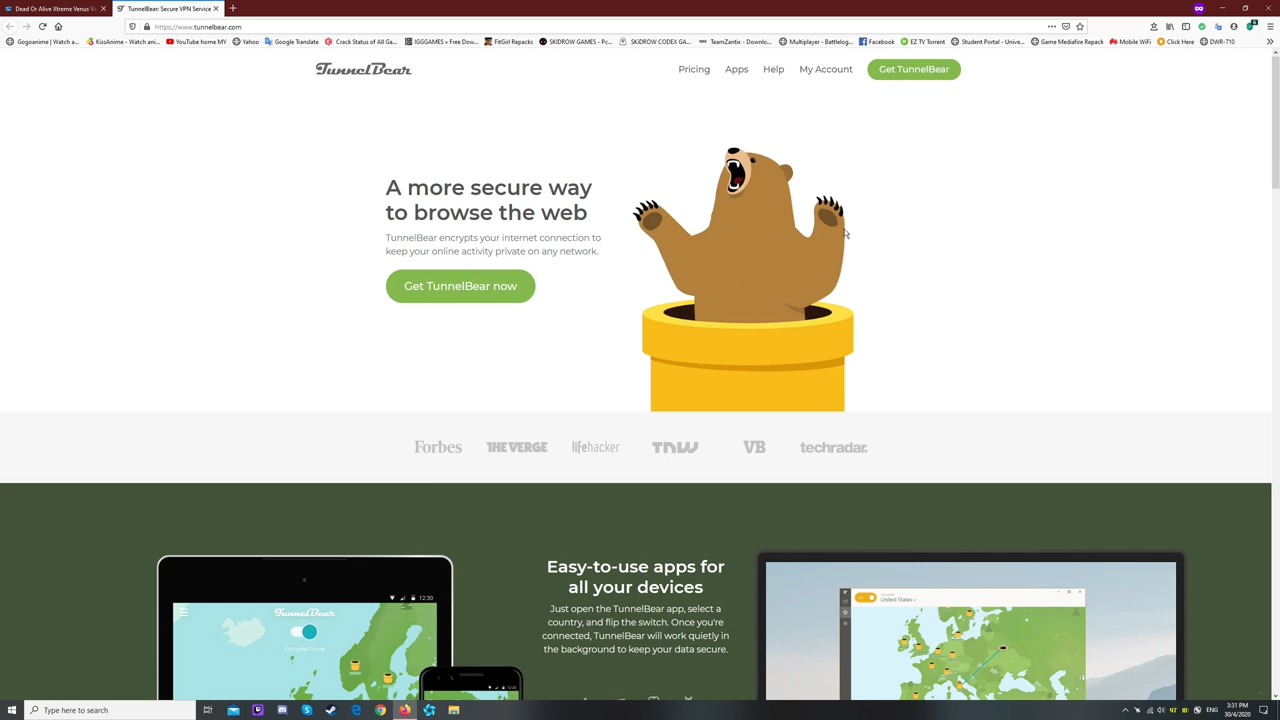 Dead Or Alive Xtreme Venus Va
TunnelBear: Secure VPN Service
https://www.tunnelbear.com
Gogoanime | Watch a...
KissAnime - Watch ani...
YouTube home MY
Yahoo
Google Translate
Crack Status of All Ga...
IGGGAMES » Free Dow...
FitGirl Repacks
SKIDROW GAMES - Pc...
SKiDROW CODEX GA...
TeamZantix - Downlo...
Multiplayer - Battlelog...
Facebook
EZ TV Torrent
Student Portal - Unive...
Game Mediafire Repack
Mobile WiFi
Click Here
DWR-710
TunnelBear
Pricing
Apps
Help
My Account
Get TunnelBear
A more secure way
to browse the web
TunnelBear encrypts your internet connection to
keep your online activity private on any network.
Get TunnelBear now
Forbes
THE VERGE
lifehacker
TNW
VB
techradar.
Easy-to-use apps for
all your devices
Just open the TunnelBear app, select a
country, and flip the switch. Once you're
connected, TunnelBear will work quietly in
the background to keep your data secure.
12:30
TunnelBear
United States
Type here to search
ENG
3:31 PM
30/4/2020